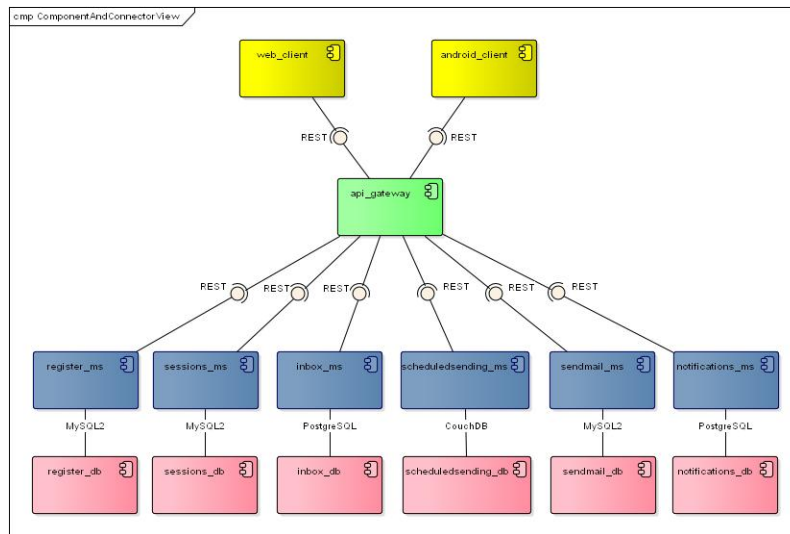 cmp ComponentAndConnectorView
web_client
android_client
REST
REST
api_gateway
REST
REST
REST
REST
REST
REST
register_ms
sessions_ms
inbox_ms
scheduledsending_ms
sendmail_ms
notifications_ms
MySQL2
MySQL2
PostgreSQL
CouchDB
MySQL2
PostgreSQL
register_db
sessions_db
inbox_db
scheduledsending_db
sendmail_db
notifications_db